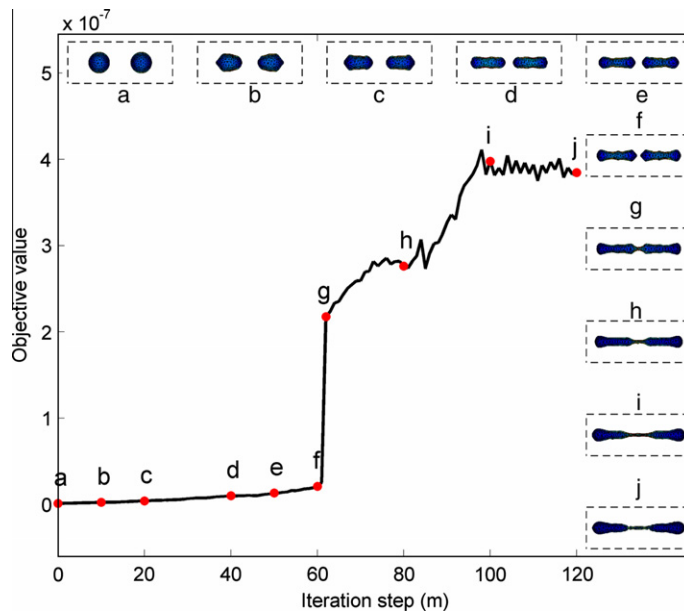 x 10^-7
5
4
3
2
1
0
Objective value
0 20 40 60 80 100 120
Iteration step (m)
a b c d e
f
g
h
i
j
a b c d e f g h i j